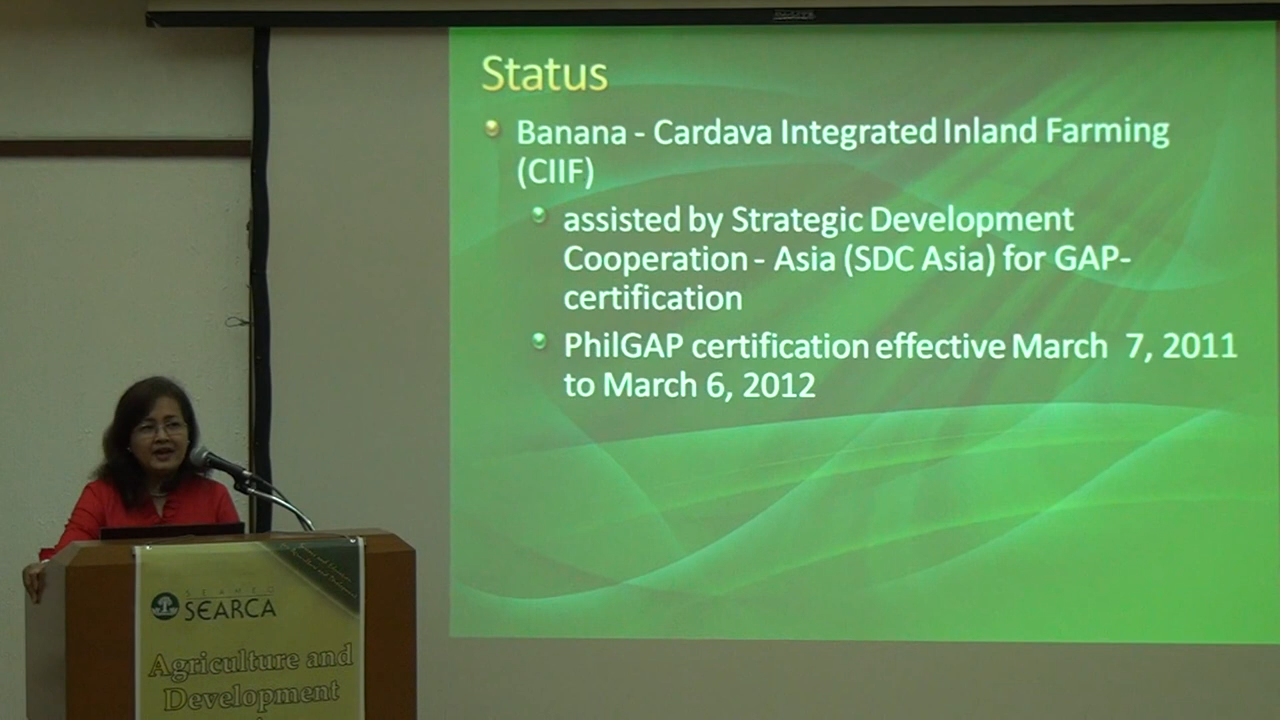 Status
Banana - Cardava Integrated Inland Farming
(CIIF)
assisted by Strategic Development
Cooperation - Asia (SDC Asia) for GAP-
certification
PhilGAP certification effective March 7, 2011
to March 6, 2012
SEAMEO
SEARCA
Agriculture and
Development